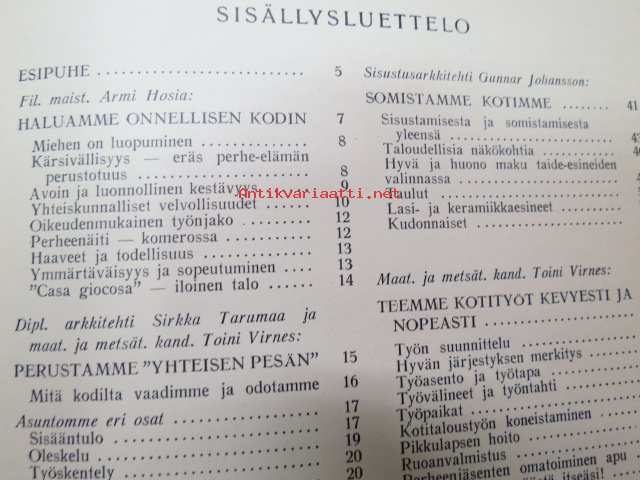 SISÄLLYSLUETTELO
ESIPUHE 5
Fil. maist. Armi Hosia:
HALUAMME ONNELLISEN KODIN 7
Miehen on luopuminen 8
Kärsivällisyys — eräs perhe-elämän
perustotuus 8
Avoin ja luonnollinen kestävyys 9
Yhteiskunnalliset velvollisuudet 10
Oikeudenmukainen työnjako 12
Perheenäiti — komerossa 12
Haaveet ja todellisuus 13
Ymmärtäväisyys ja sopeutuminen 13
"Casa giocosa" — iloinen talo 14
Dipl. arkkitehti Sirkka Tarumaa ja
maat. ja metsät. kand. Toini Virnes:
PERUSTAMME "YHTEISEN PESÄN" 15
Mitä kodilta vaadimme ja odotamme 16
Asuntomme eri osat 17
Sisääntulo 17
Oleskelu 19
Työskentely 20
20
Sisustusarkkitehti Gunnar Johansson:
SOMISTAMME KOTIMME 41
Sisustamisesta ja somistamisesta
yleensä
Taloudellisia näkökohtia
Hyvä ja huono maku taide-esineiden
valinnassa
Taulut
Lasi- ja keramiikkaesineet
Kudonnaiset
Maat. ja metsät. kand. Toini Virnes:
TEEMME KOTITYÖT KEVYESTI JA
NOPEASTI
Työn suunnittelu
Hyvän järjestyksen merkitys
Työasento ja työtapa
Työvälineet ja työntahti
Työpaikat
Kotitaloustyön koneistaminen
Pikkulapsen hoito
Ruoanvalmistus
Perheenjäsenten omatoiminen apu
itseäsi!
Antikvariaatti.net